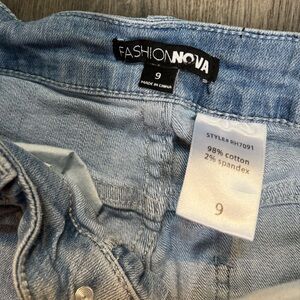 FASHIONNOVA
9
MADE IN CHINA
STYLE# RH7091
98% cotton
2% spandex
9